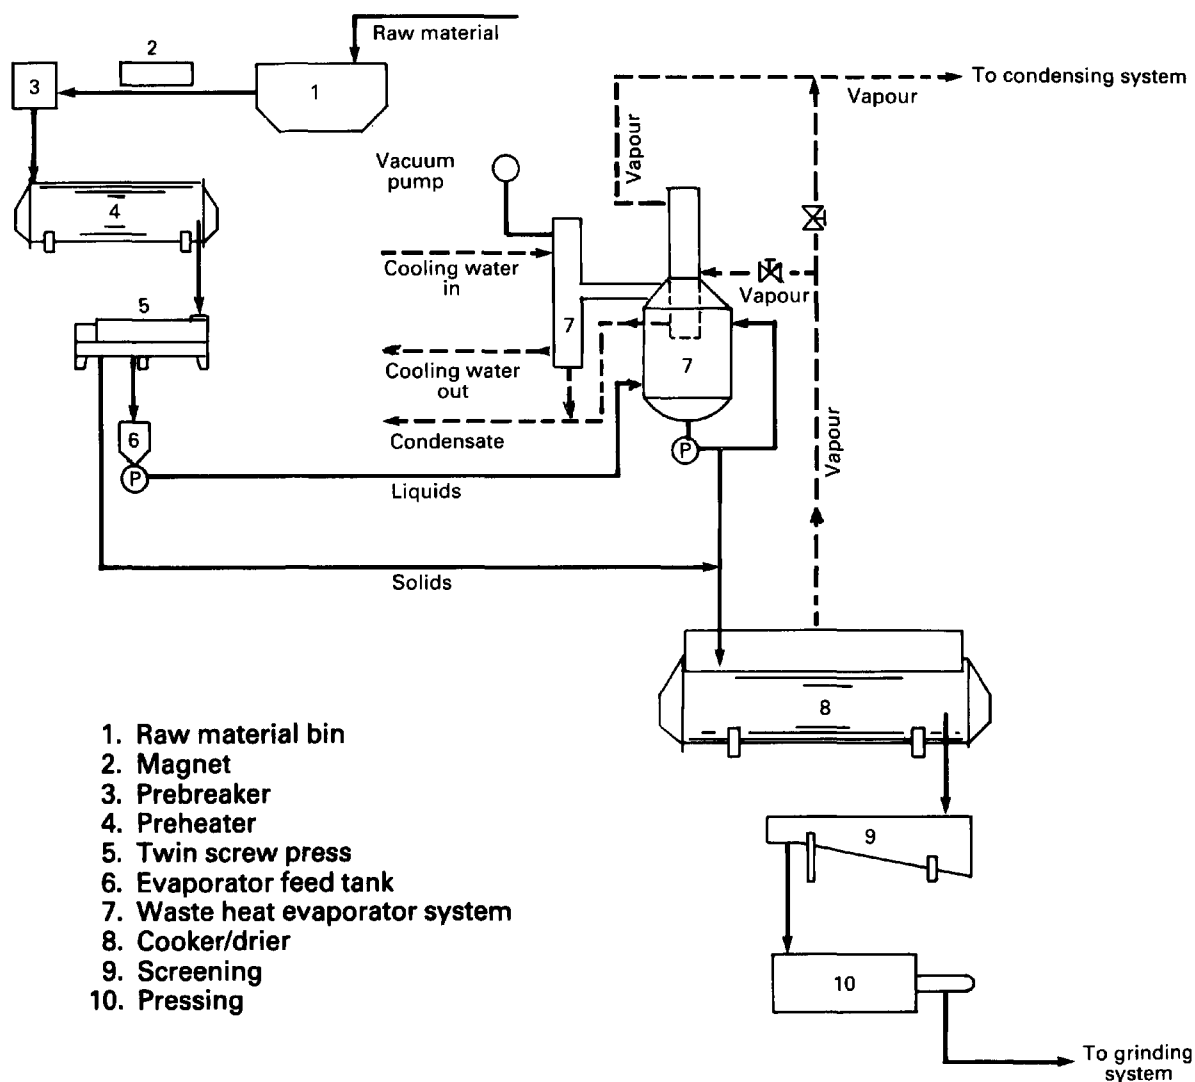 Raw material
2
3
1
To condensing system
Vapour
Vapour
Vacuum
pump
4
Cooling water
in
Vapour
5
7
7
Cooling water
out
6
Condensate
P
P
Liquids
Vapour
Solids
8
1. Raw material bin
2. Magnet
3. Prebreaker
4. Preheater
5. Twin screw press
6. Evaporator feed tank
7. Waste heat evaporator system
8. Cooker/drier
9. Screening
10. Pressing
9
10
To grinding
system